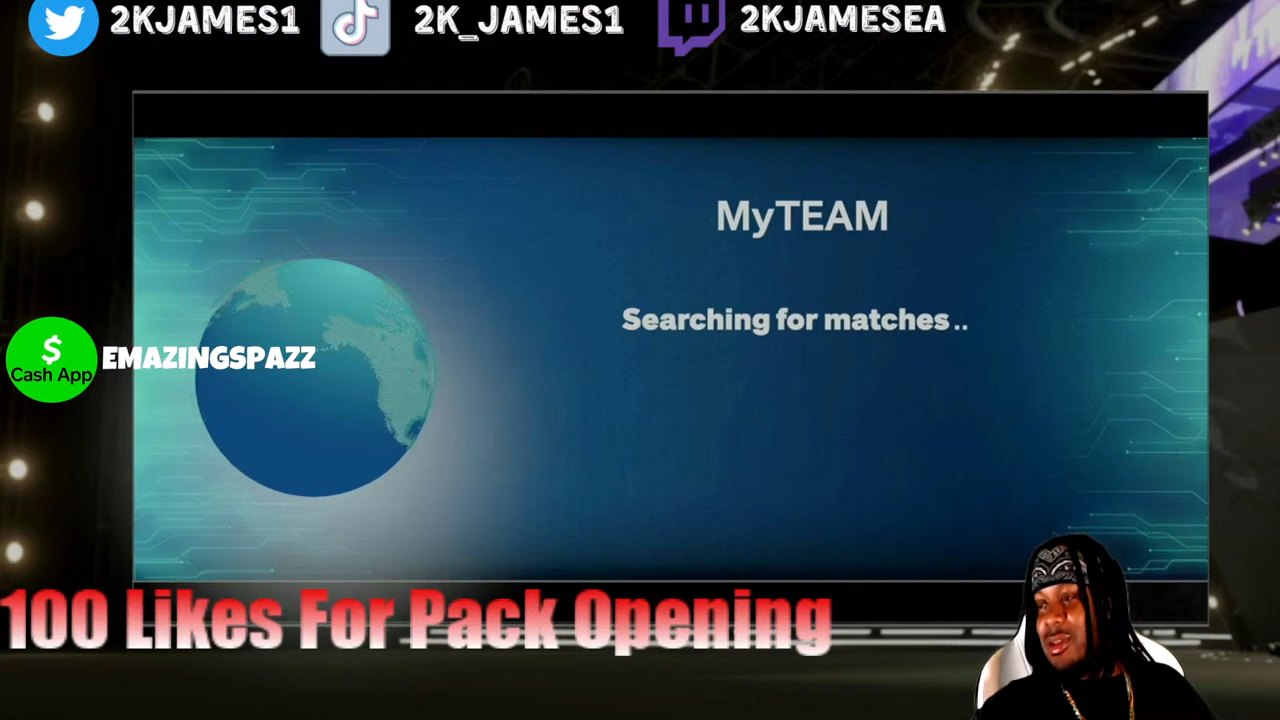 2KJAMES1 2K_JAMES1 2KJAMESEA
MyTEAM
Searching for matches..
$
Cash App
EMAZINGSPAZZ
100 Likes For Pack Opening